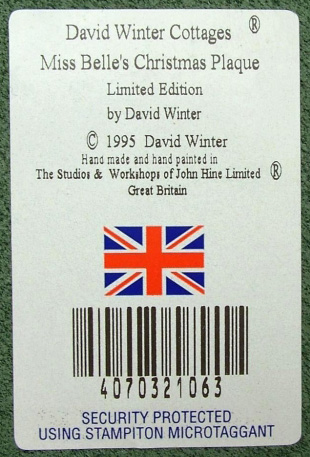 David Winter Cottages ®
Miss Belle's Christmas Plaque
Limited Edition
by David Winter
© 1995 David Winter
Hand made and hand painted in
The Studios & Workshops of John Hine Limited ®
Great Britain
4070321063
SECURITY PROTECTED
USING STAMPITON MICROTAGGANT